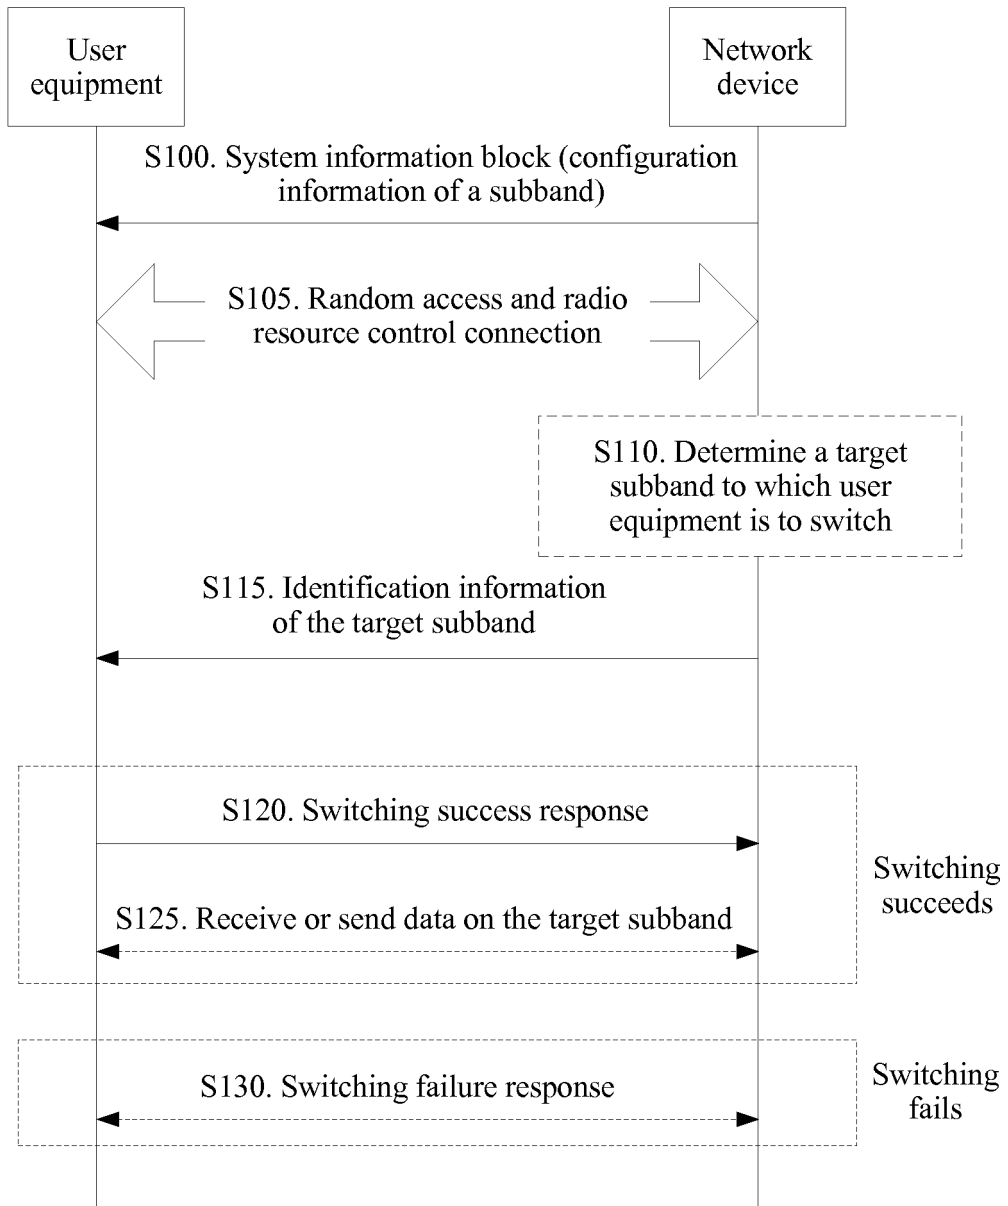 User
equipment
Network
device
S100. System information block (configuration
information of a subband)
S105. Random access and radio
resource control connection
S110. Determine a target
subband to which user
equipment is to switch
S115. Identification information
of the target subband
S120. Switching success response
Switching
succeeds
S125. Receive or send data on the target subband
S130. Switching failure response
Switching
fails